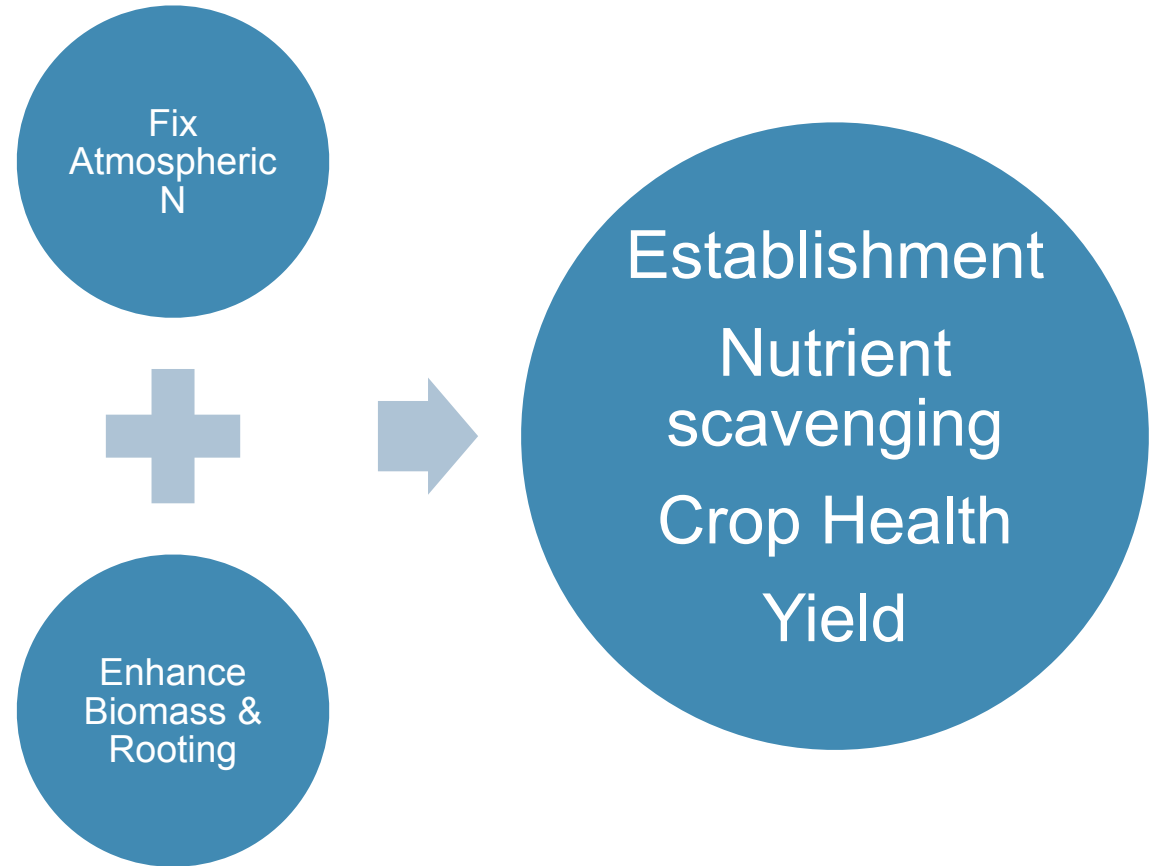 Fix
Atmospheric
N
Enhance
Biomass &
Rooting
Establishment
Nutrient
scavenging
Crop Health
Yield